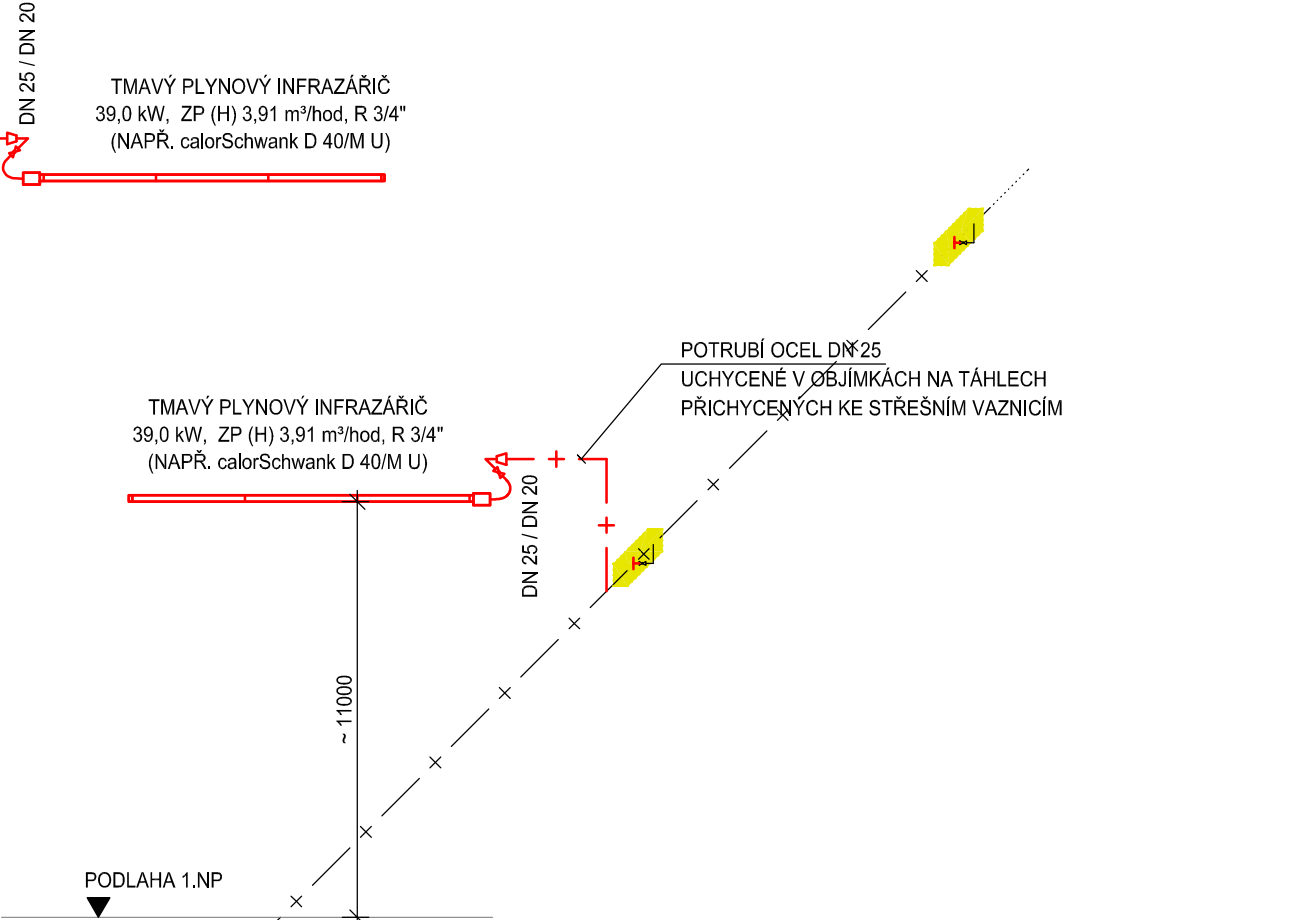 DN 25 / DN 20
TMAVÝ PLYNOVÝ INFRAZÁŘIČ
39,0 kW, ZP (H) 3,91 m³/hod, R 3/4"
(NAPŘ. calorSchwank D 40/M U)
POTRUBÍ OCEL DN 25
UCHYCENÉ V OBJÍMKÁCH NA TÁHLECH
PŘICHYCENÝCH KE STŘEŠNÍM VAZNICÍM
TMAVÝ PLYNOVÝ INFRAZÁŘIČ
39,0 kW, ZP (H) 3,91 m³/hod, R 3/4"
(NAPŘ. calorSchwank D 40/M U)
DN 25 / DN 20
~ 11000
PODLAHA 1.NP